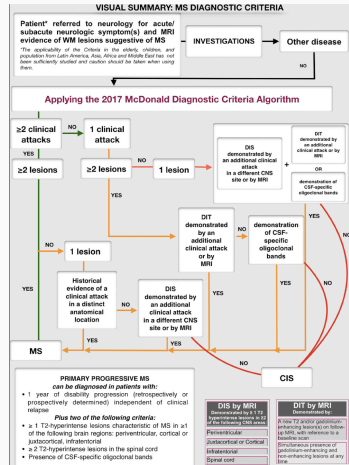 VISUAL SUMMARY: MS DIAGNOSTIC CRITERIA
Patient* referred to neurology for acute/
subacute neurologic symptom(s) and MRI
evidence of WM lesions suggestive of MS
*The applicability of the Criteria in the elderly, children, and
population from Latin America, Asia, Africa and Middle East has not
been sufficiently studied and caution should be taken when using
them.
INVESTIGATIONS
Other disease
NO
Applying the 2017 McDonald Diagnostic Criteria Algorithm
≥2 clinical
attacks
NO
1 clinical
attack
YES
YES
≥2 lesions
≥2 lesions
NO
1 lesion
DIS
demonstrated by
an additional clinical
attack
in a different CNS
site or by MRI
+
DIT
demonstrated by
an additional clinical
attack or by
MRI
OR
demonstration of
CSF-specific
oligoclonal bands
YES
NO
YES
NO
YES
NO
1 lesion
DIT
demonstrated
by an
additional
clinical attack
or by MRI
NO
demonstration
of CSF-
specific
oligoclonal
bands
YES
Historical
evidence of a
clinical attack
in a distinct
anatomical
location
NO
DIS
demonstrated by
an additional
clinical attack
in a different CNS
site or by MRI
YES
YES
NO
NO
YES
YES
MS
CIS
PRIMARY PROGRESSIVE MS
can be diagnosed in patients with:
• 1 year of disability progression (retrospectively or
prospectively determined) independent of clinical
relapse
Plus two of the following criteria:
• ≥ 1 T2-hyperintense lesions characteristic of MS in ≥1
of the following brain regions: periventricular, cortical or
juxtacortical, infratentorial
• ≥ 2 T2-hyperintense lesions in the spinal cord
• Presence of CSF-specific oligoclonal bands
DIS by MRI
Demonstrated by ≥ 1 T2
hyperintense lesions in ≥2
of the following CNS areas
Periventricular
Juxtacortical or Cortical
Infratentorial
Spinal cord
DIT by MRI
Demonstrated by:
A new T2 and/or gadolinium-
enhancing lesion(s) on follow-
up MRI, with reference to a
baseline scan
Simultaneous presence of
gadolinium-enhancing and
non-enhancing lesions at any
time